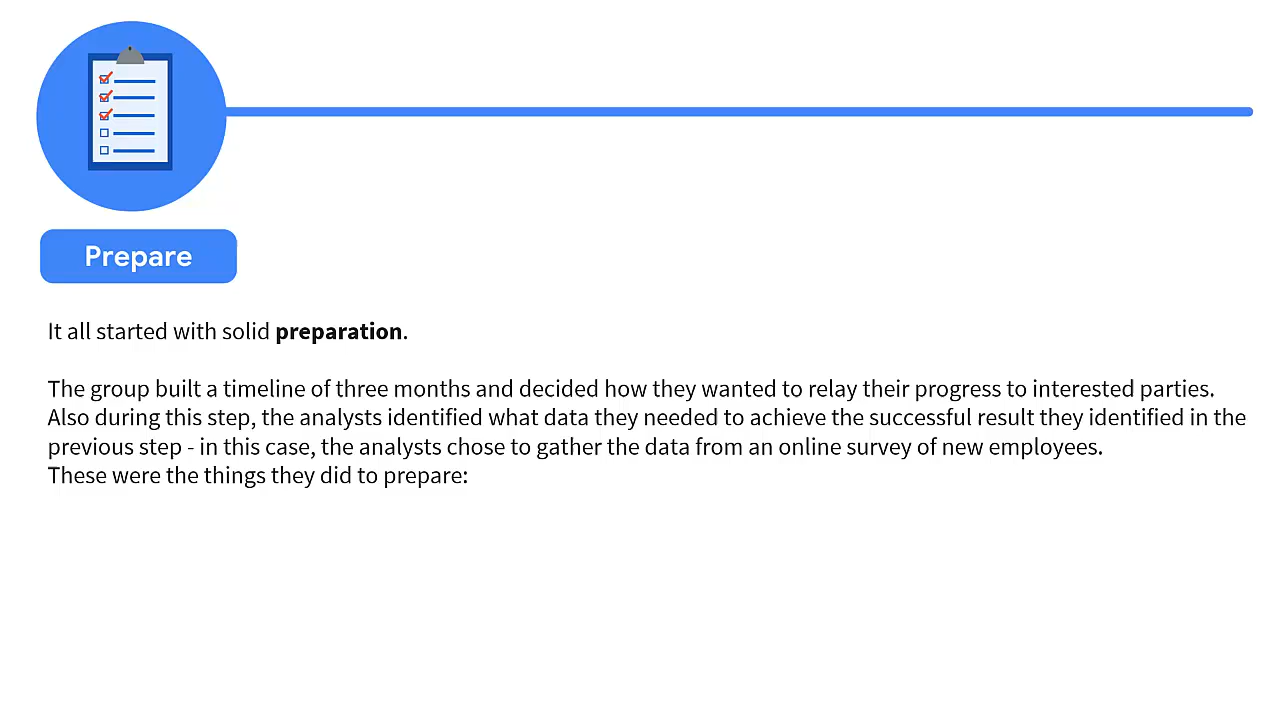 Prepare
It all started with solid preparation.
The group built a timeline of three months and decided how they wanted to relay their progress to interested parties.
Also during this step, the analysts identified what data they needed to achieve the successful result they identified in the
previous step - in this case, the analysts chose to gather the data from an online survey of new employees.
These were the things they did to prepare: